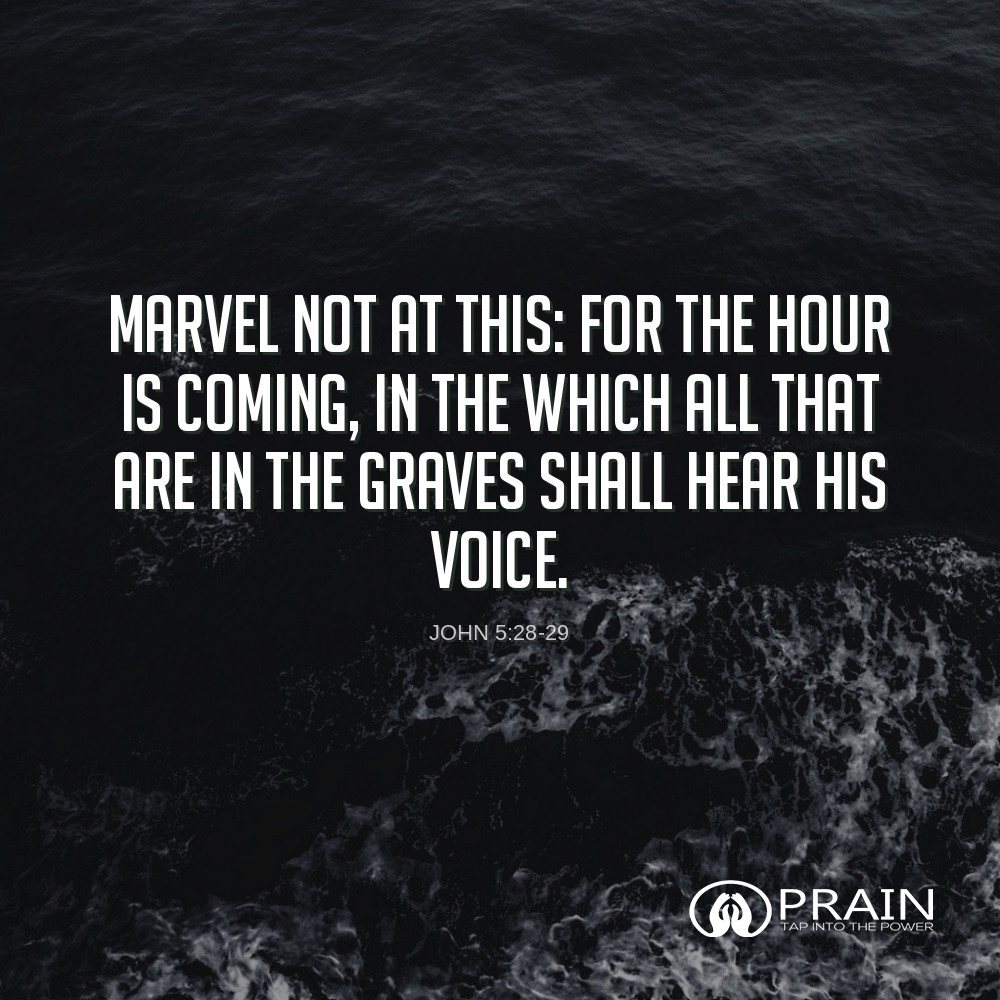 MARVEL NOT AT THIS: FOR THE HOUR
IS COMING, IN THE WHICH ALL THAT
ARE IN THE GRAVES SHALL HEAR HIS
VOICE.
JOHN 5:28-29
PRAIN
TAP INTO THE POWER